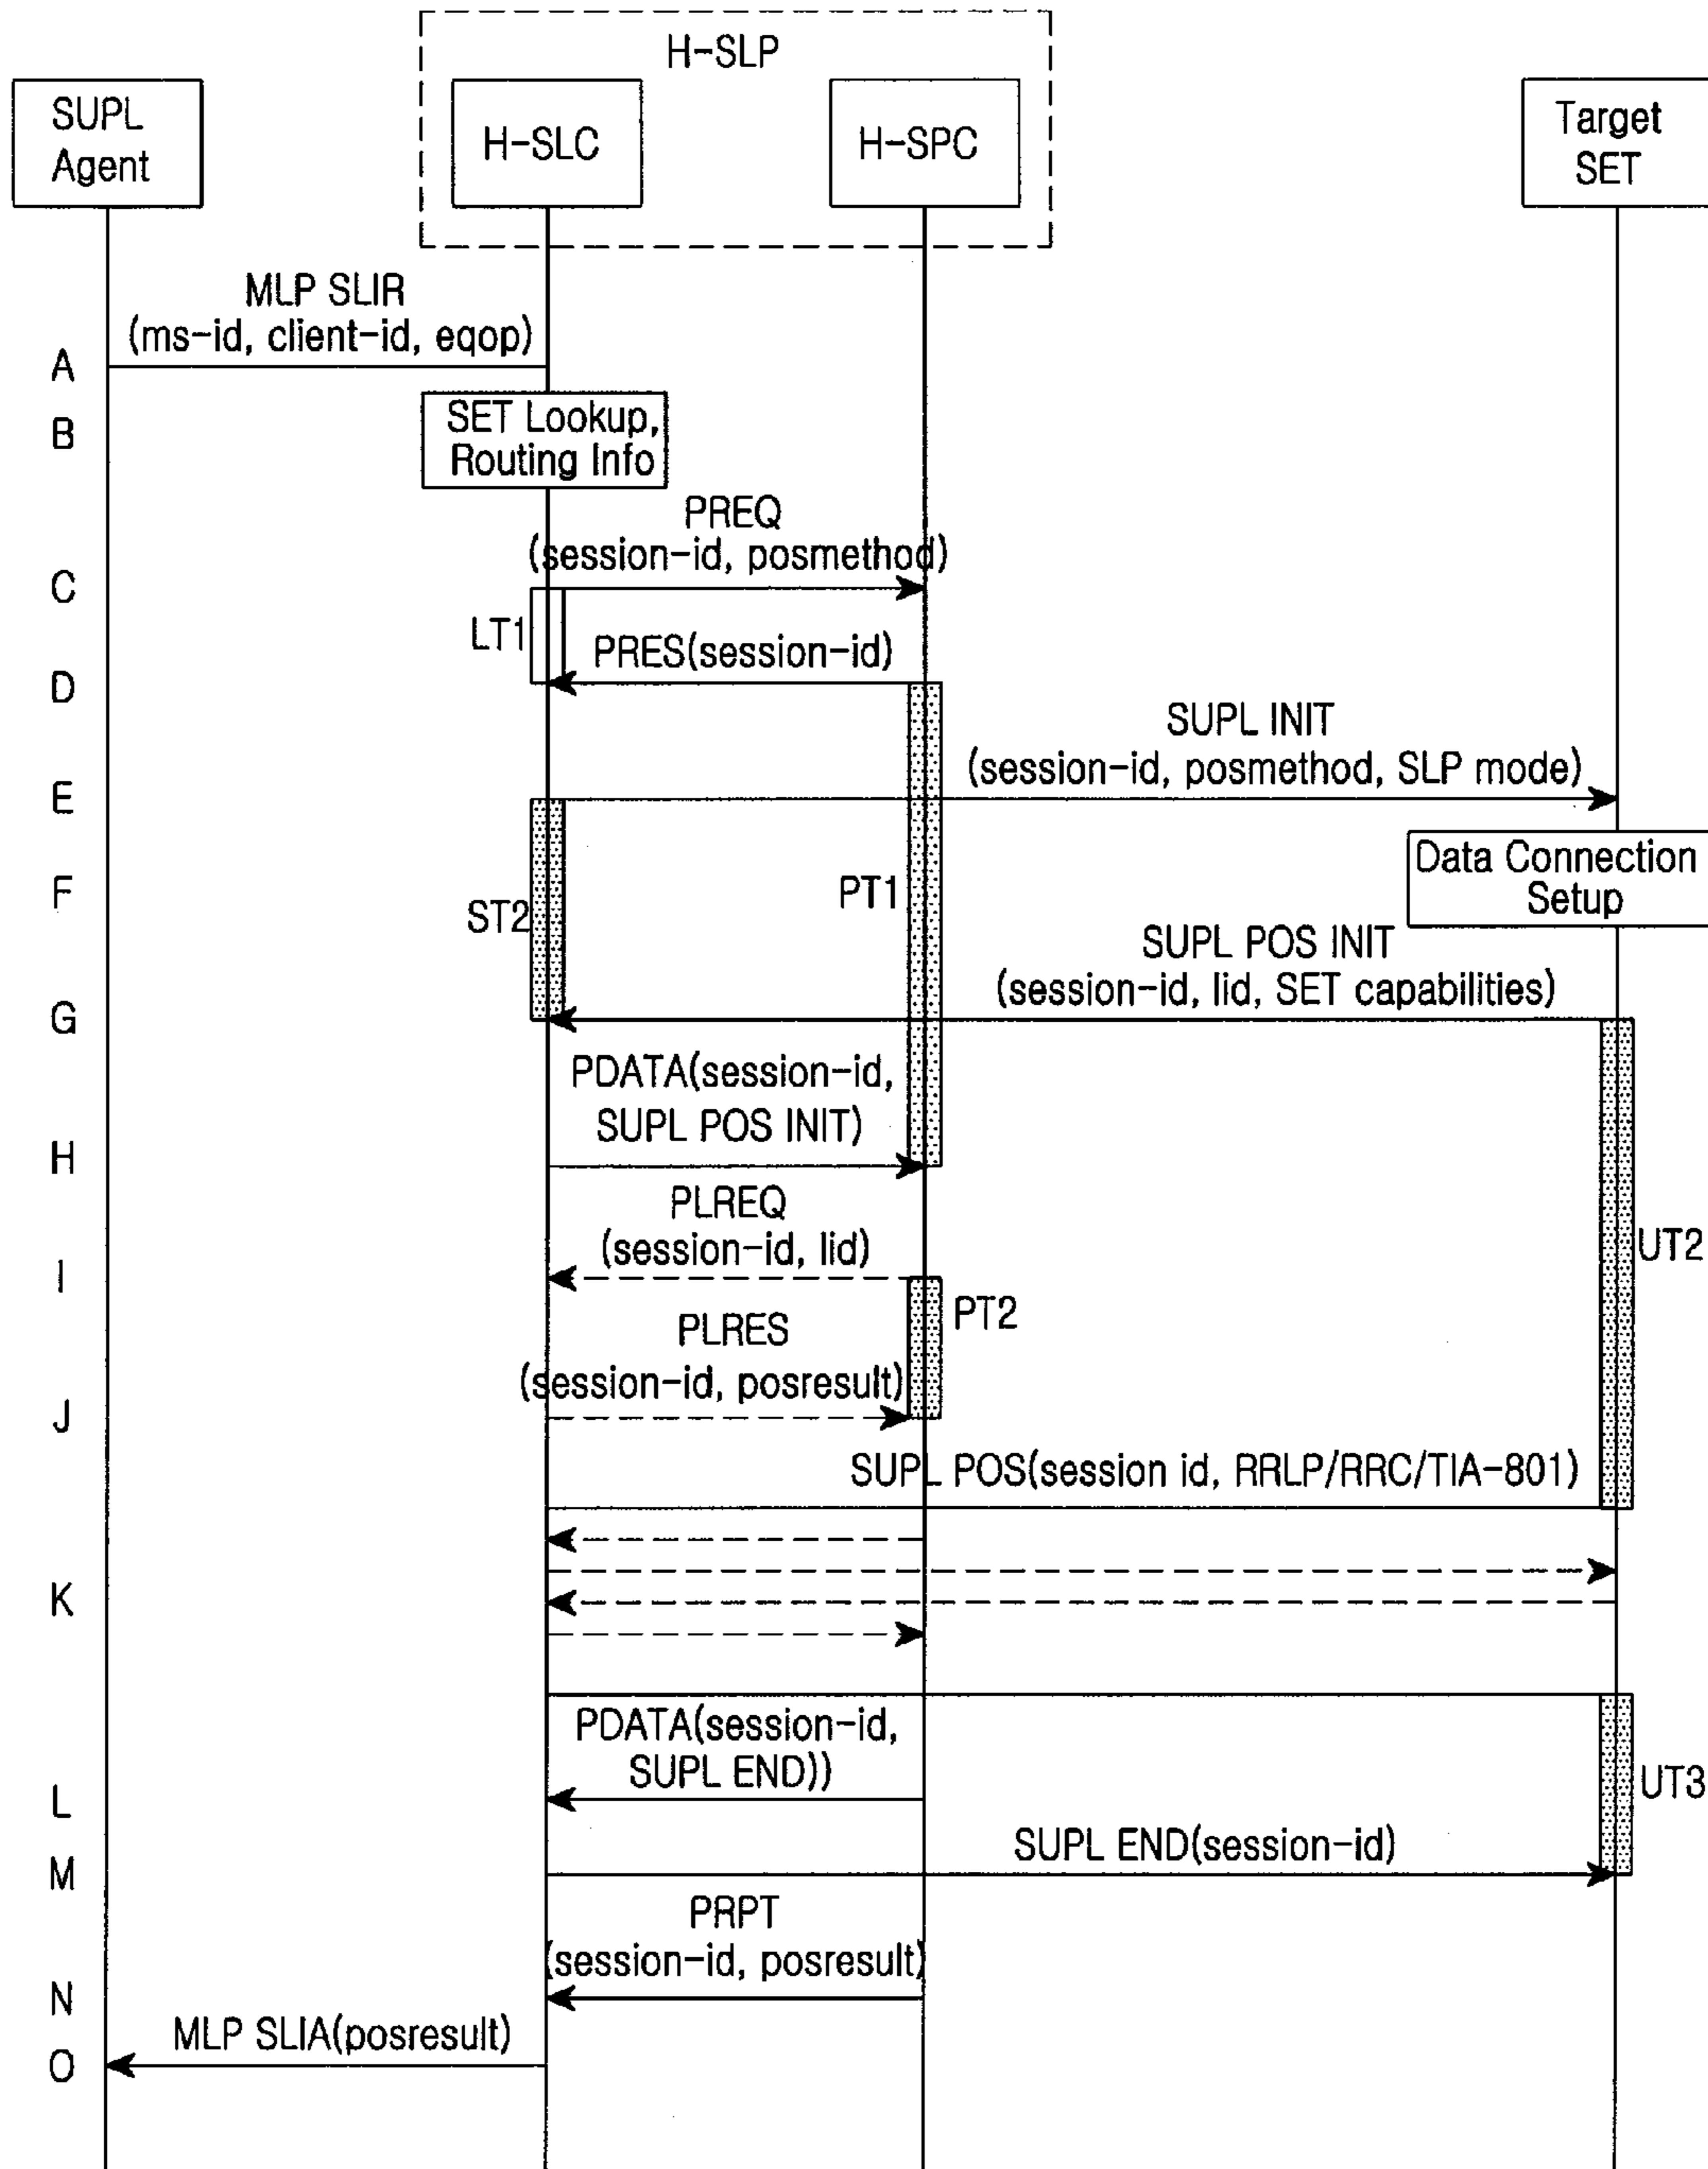 H-SLP
SUPL
Agent
H-SLC
H-SPC
Target
SET
MLP SLIR
(ms-id, client-id, eqop)
A
SET Lookup,
Routing Info
B
PREQ
(session-id, posmethod)
C
LT1
PRES(session-id)
D
SUPL INIT
(session-id, posmethod, SLP mode)
E
Data Connection
Setup
F
ST2
PT1
SUPL POS INIT
(session-id, lid, SET capabilities)
G
PDATA(session-id,
SUPL POS INIT)
H
PLREQ
(session-id, lid)
UT2
I
PT2
PLRES
(session-id, posresult)
J
SUPL POS(session id, RRLP/RRC/TIA-801)
K
PDATA(session-id,
SUPL END))
UT3
L
SUPL END(session-id)
M
PRPT
(session-id, posresult)
N
MLP SLIA(posresult)
O